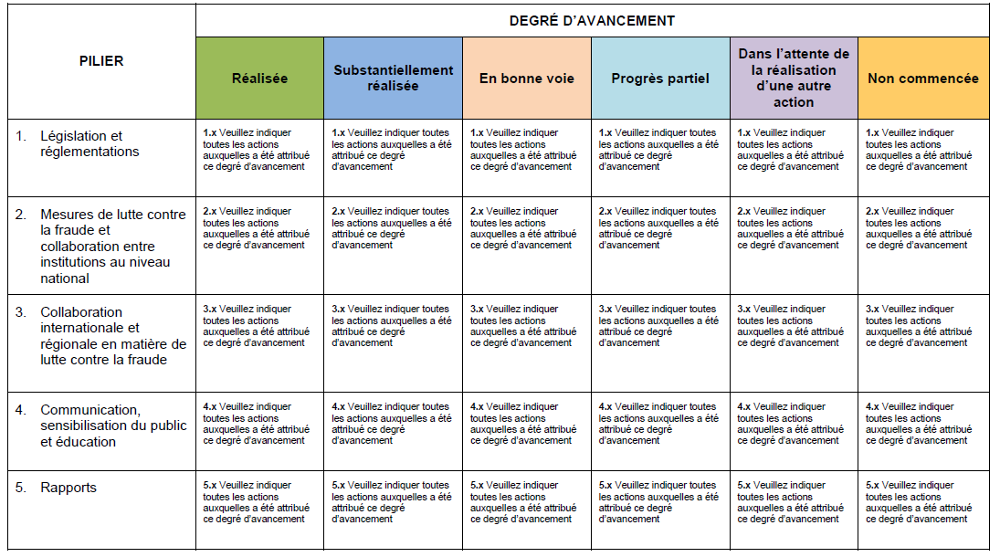 PILIER
DEGRÉ D’AVANCEMENT
Réalisée
Substantiellement
réalisée
En bonne voie
Progrès partiel
Dans l’attente de
la réalisation
d’une autre
action
Non commencée
1. Législation et
réglementations
1.x Veuillez indiquer
toutes les actions
auxquelles a été attribué
ce degré d’avancement
1.x Veuillez indiquer toutes
les actions auxquelles a été
attribué ce degré
d’avancement
1.x Veuillez indiquer
toutes les actions
auxquelles a été attribué
ce degré d’avancement
1.x Veuillez indiquer toutes
les actions auxquelles a été
attribué ce degré
d’avancement
1.x Veuillez indiquer
toutes les actions
auxquelles a été attribué
ce degré d’avancement
1.x Veuillez indiquer
toutes les actions
auxquelles a été attribué
ce degré d’avancement
2. Mesures de lutte contre
la fraude et
collaboration entre
institutions au niveau
national
2.x Veuillez indiquer
toutes les actions
auxquelles a été attribué
ce degré d’avancement
2.x Veuillez indiquer toutes
les actions auxquelles a été
attribué ce degré
d’avancement
2.x Veuillez indiquer
toutes les actions
auxquelles a été attribué
ce degré d’avancement
2.x Veuillez indiquer toutes
les actions auxquelles a été
attribué ce degré
d’avancement
2.x Veuillez indiquer
toutes les actions
auxquelles a été attribué
ce degré d’avancement
2.x Veuillez indiquer
toutes les actions
auxquelles a été attribué
ce degré d’avancement
3. Collaboration
internationale et
régionale en matière de
lutte contre la fraude
3.x Veuillez indiquer
toutes les actions
auxquelles a été attribué
ce degré d’avancement
3.x Veuillez indiquer toutes
les actions auxquelles a été
attribué ce degré
d’avancement
3.x Veuillez indiquer
toutes les actions
auxquelles a été attribué
ce degré d’avancement
3.x Veuillez indiquer toutes
les actions auxquelles a été
attribué ce degré
d’avancement
3.x Veuillez indiquer
toutes les actions
auxquelles a été attribué
ce degré d’avancement
3.x Veuillez indiquer
toutes les actions
auxquelles a été attribué
ce degré d’avancement
4. Communication,
sensibilisation du public
et éducation
4.x Veuillez indiquer
toutes les actions
auxquelles a été attribué
ce degré d’avancement
4.x Veuillez indiquer toutes
les actions auxquelles a été
attribué ce degré
d’avancement
4.x Veuillez indiquer
toutes les actions
auxquelles a été attribué
ce degré d’avancement
4.x Veuillez indiquer toutes
les actions auxquelles a été
attribué ce degré
d’avancement
4.x Veuillez indiquer
toutes les actions
auxquelles a été attribué
ce degré d’avancement
4.x Veuillez indiquer
toutes les actions
auxquelles a été attribué
ce degré d’avancement
5. Rapports
5.x Veuillez indiquer
toutes les actions
auxquelles a été attribué
ce degré d’avancement
5.x Veuillez indiquer toutes
les actions auxquelles a été
attribué ce degré
d’avancement
5.x Veuillez indiquer
toutes les actions
auxquelles a été attribué
ce degré d’avancement
5.x Veuillez indiquer toutes
les actions auxquelles a été
attribué ce degré
d’avancement
5.x Veuillez indiquer
toutes les actions
auxquelles a été attribué
ce degré d’avancement
5.x Veuillez indiquer
toutes les actions
auxquelles a été attribué
ce degré d’avancement